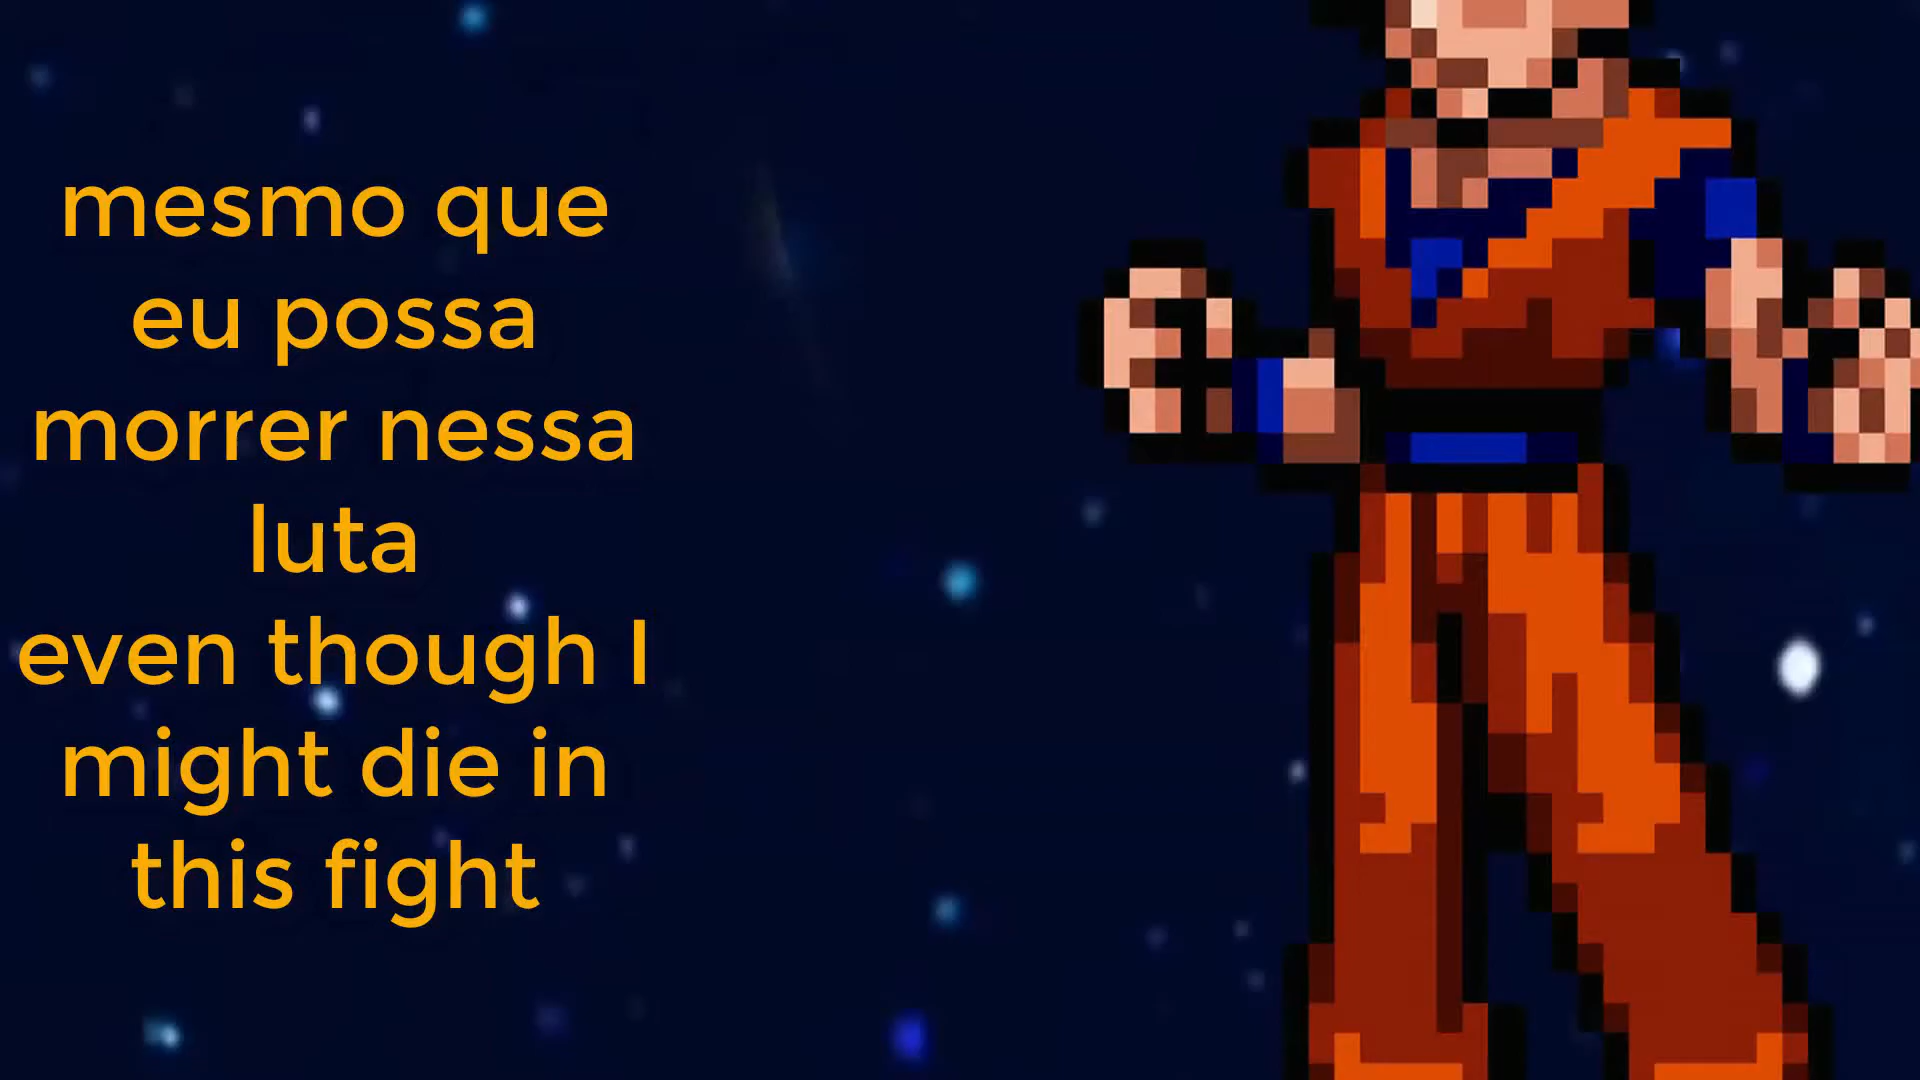 mesmo que
eu possa
morrer nessa
luta
even though I
might die in
this fight